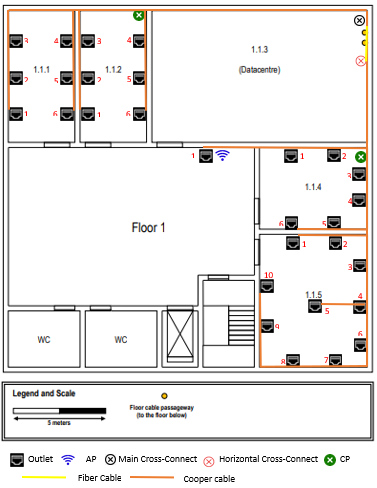 3 4 3 4
1.1.1 1.1.2 1.1.3
(Datacentre)
2 5 2 5
1 6 1 6
1 1 2
3
1.1.4
4
6 5
Floor 1
1 2
3
10
1.1.5 4
5
9
6
8 7
WC WC
Legend and Scale
5 meters
Floor cable passageway
(to the floor below)
Outlet AP Main Cross-Connect Horizontal Cross-Connect CP
Fiber Cable Cooper cable